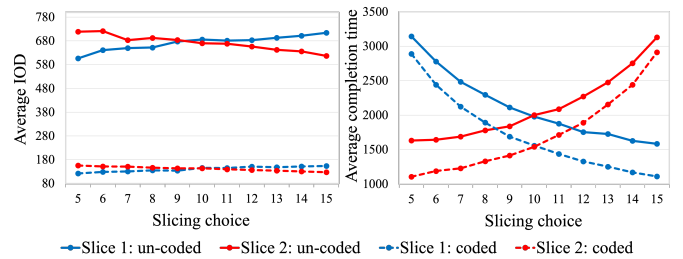 Average IOD
780
680
580
480
380
280
180
80
5 6 7 8 9 10 11 12 13 14 15
Slicing choice
Average completion time
3500
3000
2500
2000
1500
1000
5 6 7 8 9 10 11 12 13 14 15
Slicing choice
Slice 1: un-coded Slice 2: un-coded Slice 1: coded Slice 2: coded